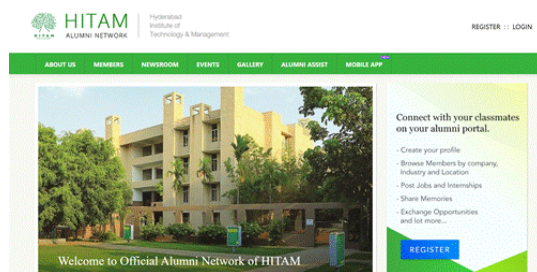 HITAM
ALUMNI NETWORK
Hyderabad
Institute of
Technology & Management
HITAM
REGISTER :: LOGIN
ABOUT US MEMBERS NEWSROOM EVENTS GALLERY ALUMNI ASSIST MOBILE APP
Connect with your classmates
on your alumni portal.
- Create your profile
- Browse Members by company,
Industry and Location
- Post Jobs and Internships
- Share Memories
- Exchange Opportunities
and lot more...
REGISTER
Welcome to Official Alumni Network of HITAM